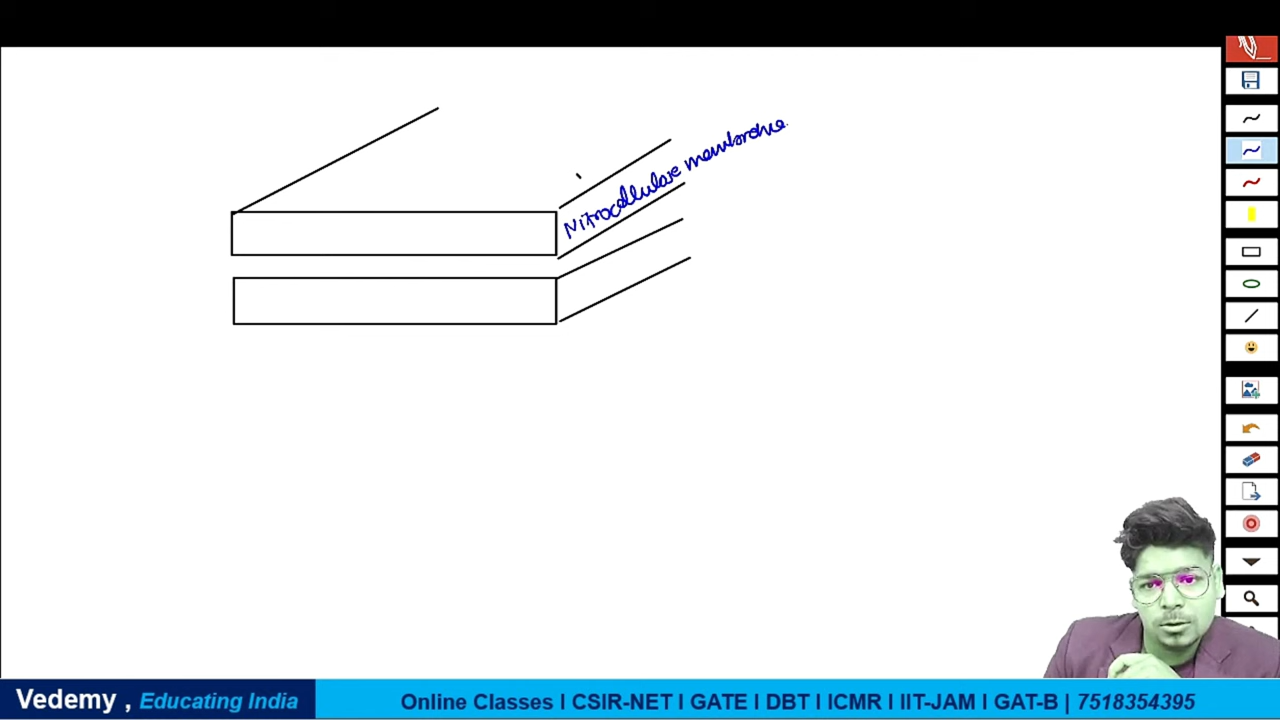 Nitrocellulose membrane
Vedemy , Educating India
Online Classes I CSIR-NET I GATE I DBT I ICMR I IIT-JAM I GAT-B | 7518354395